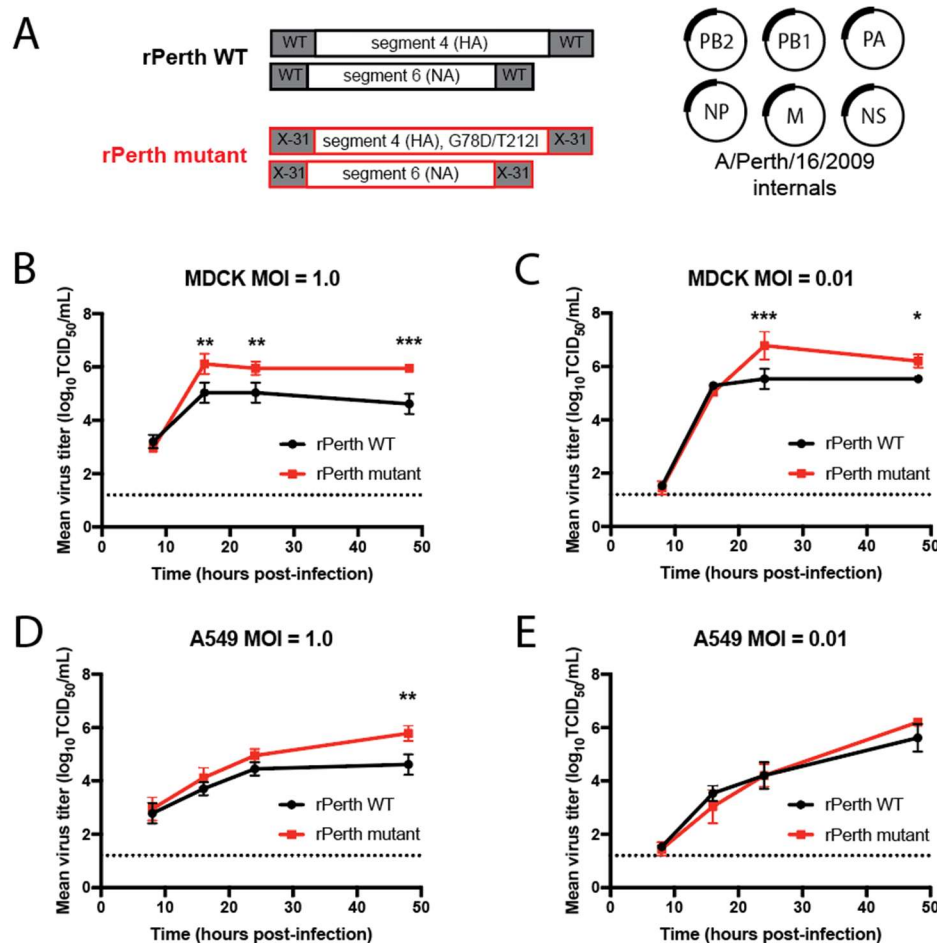 A
rPerth WT
WT segment 4 (HA) WT
WT segment 6 (NA) WT
rPerth mutant
X-31 segment 4 (HA), G78D/T212I X-31
X-31 segment 6 (NA) X-31
PB2 PB1 PA
NP M NS
A/Perth/16/2009
internals
B
MDCK MOI = 1.0
Mean virus titer (log₁₀TCID₅₀/mL)
8
6
4
2
0
** ** ***
rPerth WT
rPerth mutant
0 10 20 30 40 50
Time (hours post-infection)
C
MDCK MOI = 0.01
Mean virus titer (log₁₀TCID₅₀/mL)
8
6
4
2
0
*** *
rPerth WT
rPerth mutant
0 10 20 30 40 50
Time (hours post-infection)
D
A549 MOI = 1.0
Mean virus titer (log₁₀TCID₅₀/mL)
8
6
4
2
0
**
rPerth WT
rPerth mutant
0 10 20 30 40 50
Time (hours post-infection)
E
A549 MOI = 0.01
Mean virus titer (log₁₀TCID₅₀/mL)
8
6
4
2
0
rPerth WT
rPerth mutant
0 10 20 30 40 50
Time (hours post-infection)